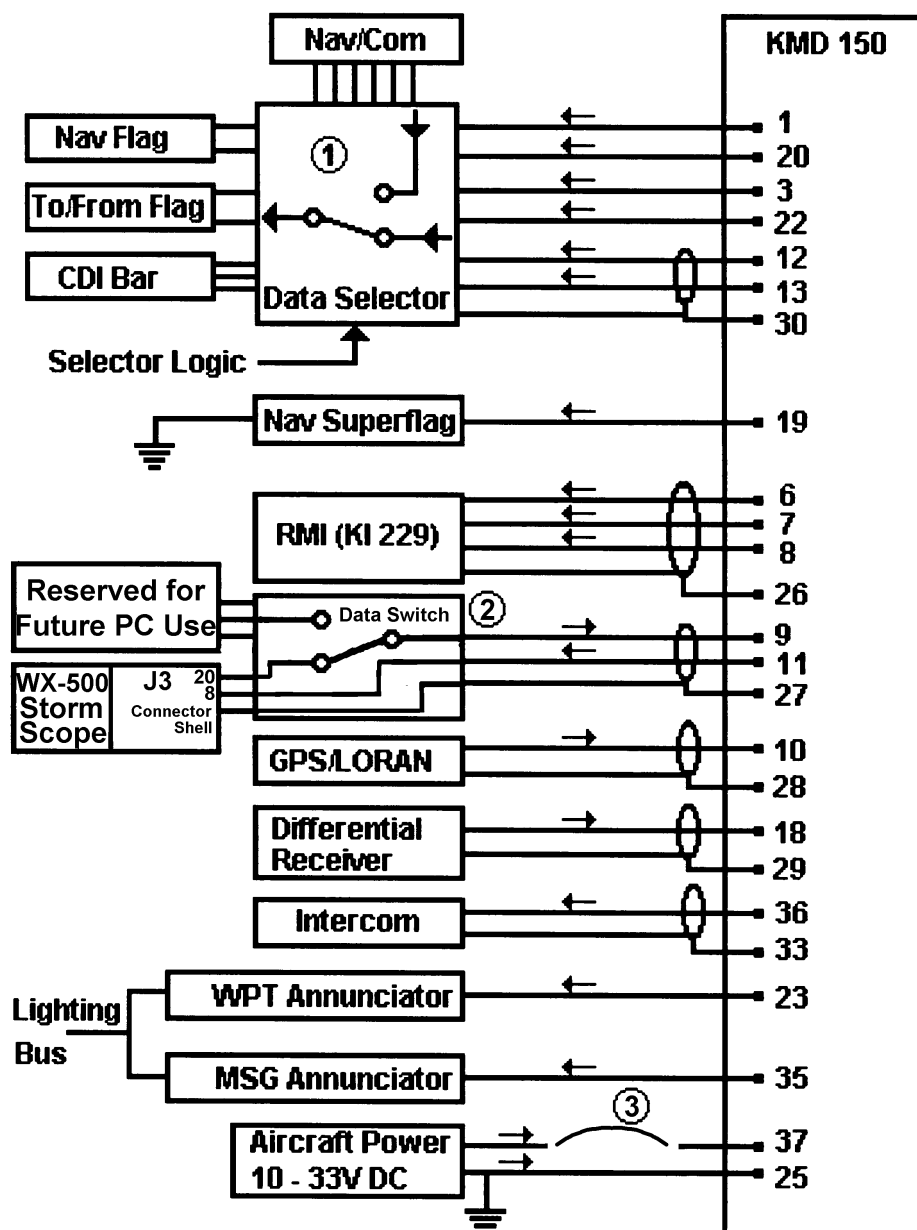 Nav/Com
KMD 150
Nav Flag
1
1
20
To/From Flag
3
22
CDI Bar
12
Data Selector
13
30
Selector Logic
Nav Superflag
19
6
RMI (KI 229)
7
8
26
Reserved for
Future PC Use
Data Switch
2
9
11
27
WX-500
Storm
Scope
J3
20
8
Connector
Shell
GPS/LORAN
10
28
Differential
Receiver
18
29
Intercom
36
33
WPT Annunciator
23
Lighting
Bus
MSG Annunciator
35
3
Aircraft Power
10 - 33V DC
37
25